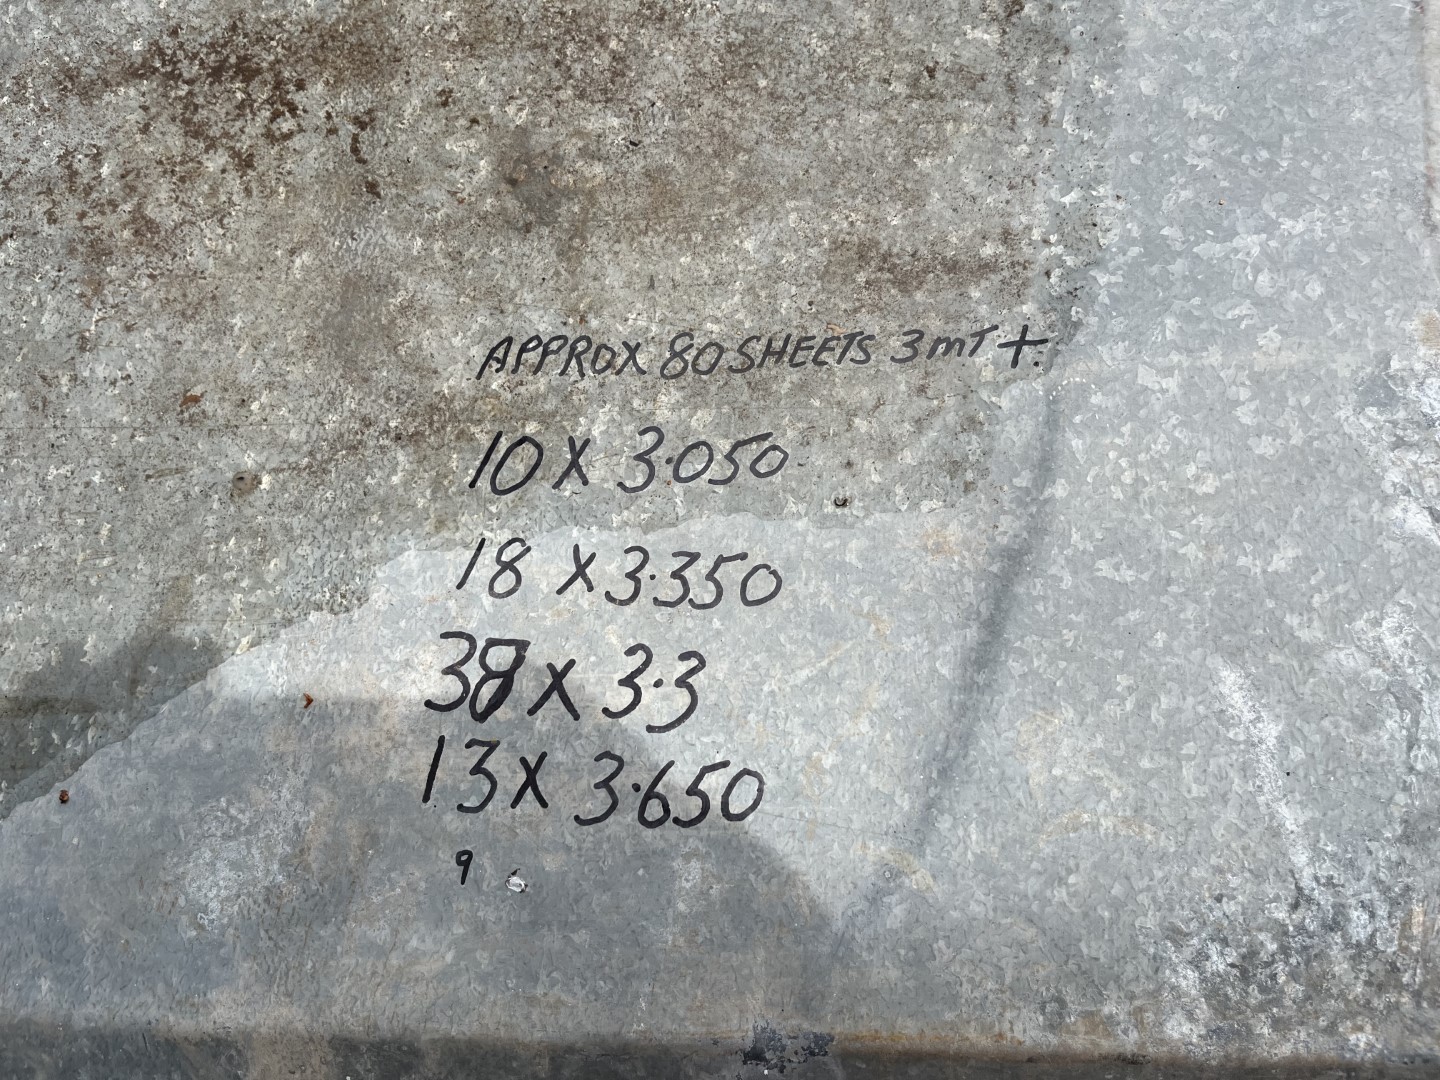 APPROX 80 SHEETS 3mT +.
10 X 3.050
18 X 3.350
38 X 3.3
13 X 3.650
9